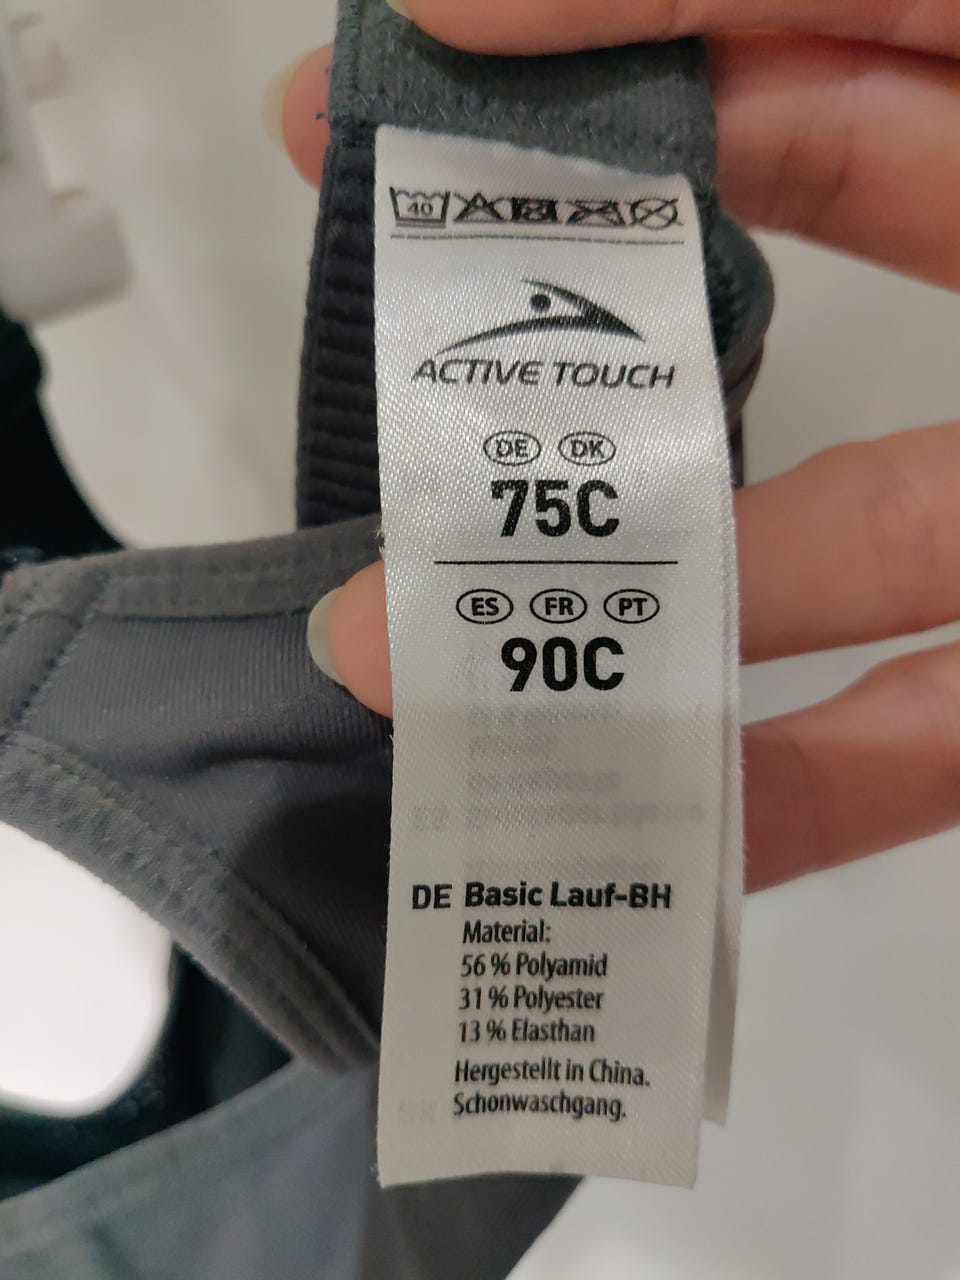 40
ACTIVE TOUCH
DE DK
75C
ES FR PT
90C
DE Basic Lauf-BH
Material:
56 % Polyamid
31 % Polyester
13 % Elasthan
Hergestellt in China.
Schonwaschgang.